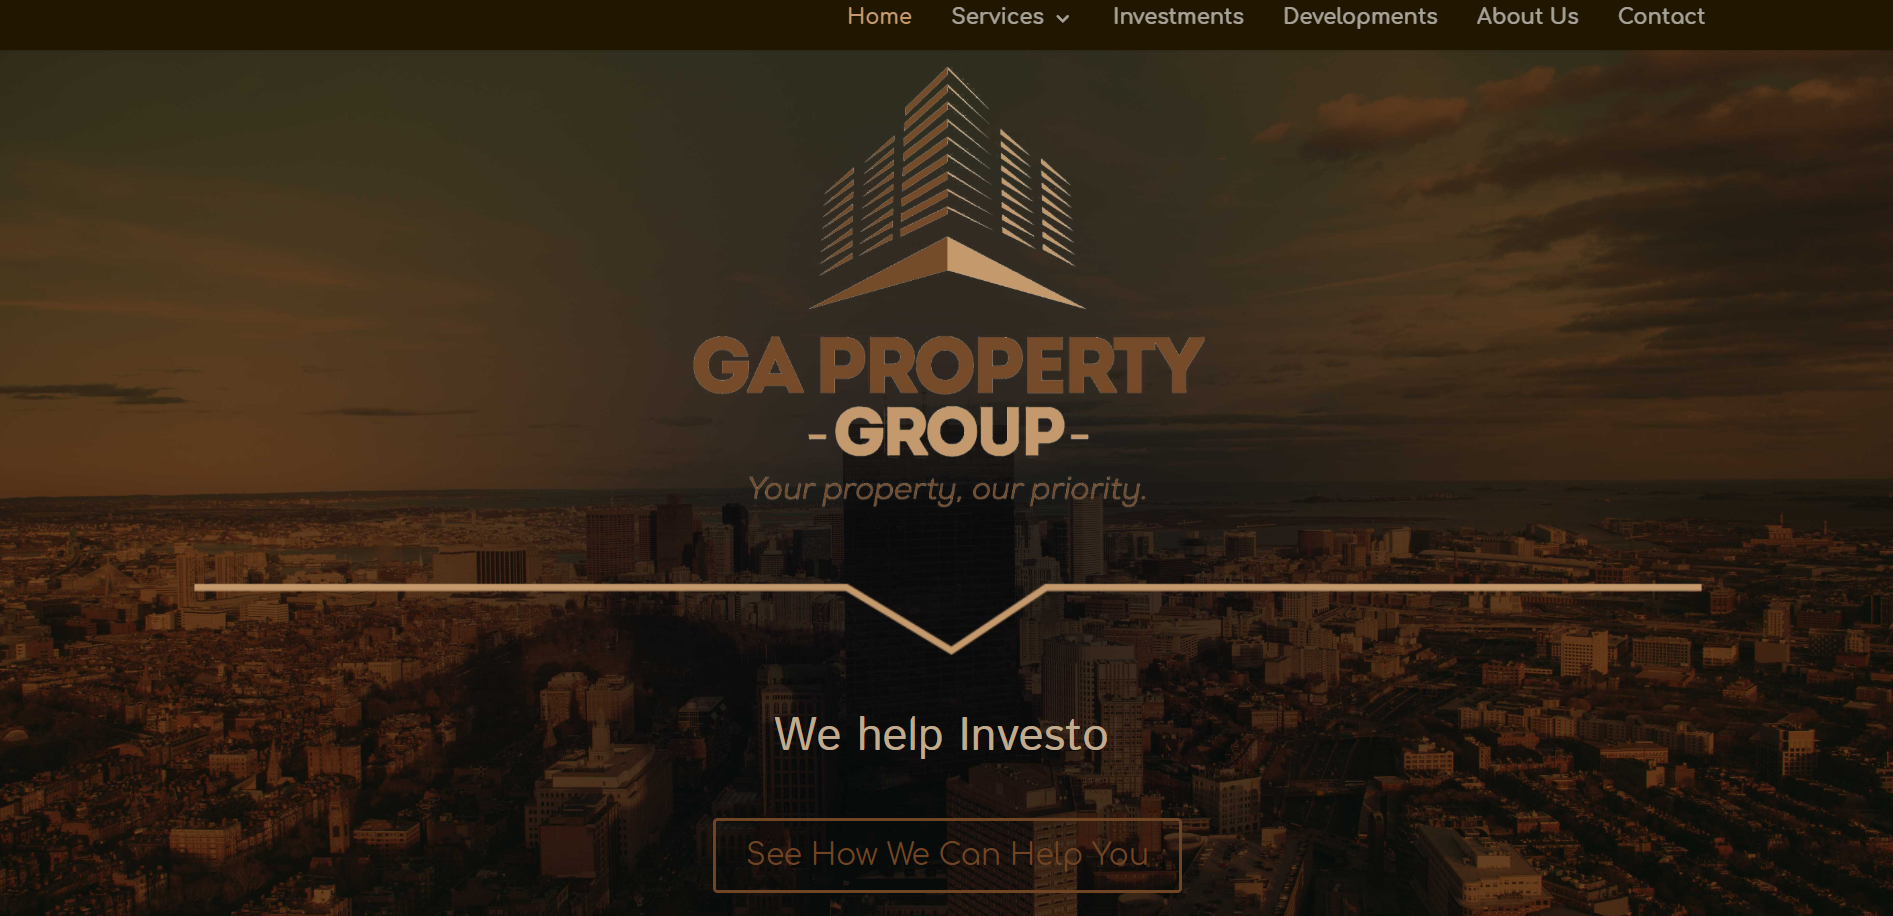 Home Services Investments Developments About Us Contact
GA PROPERTY
-GROUP-
Your property, our priority.
We help Investo
See How We Can Help You